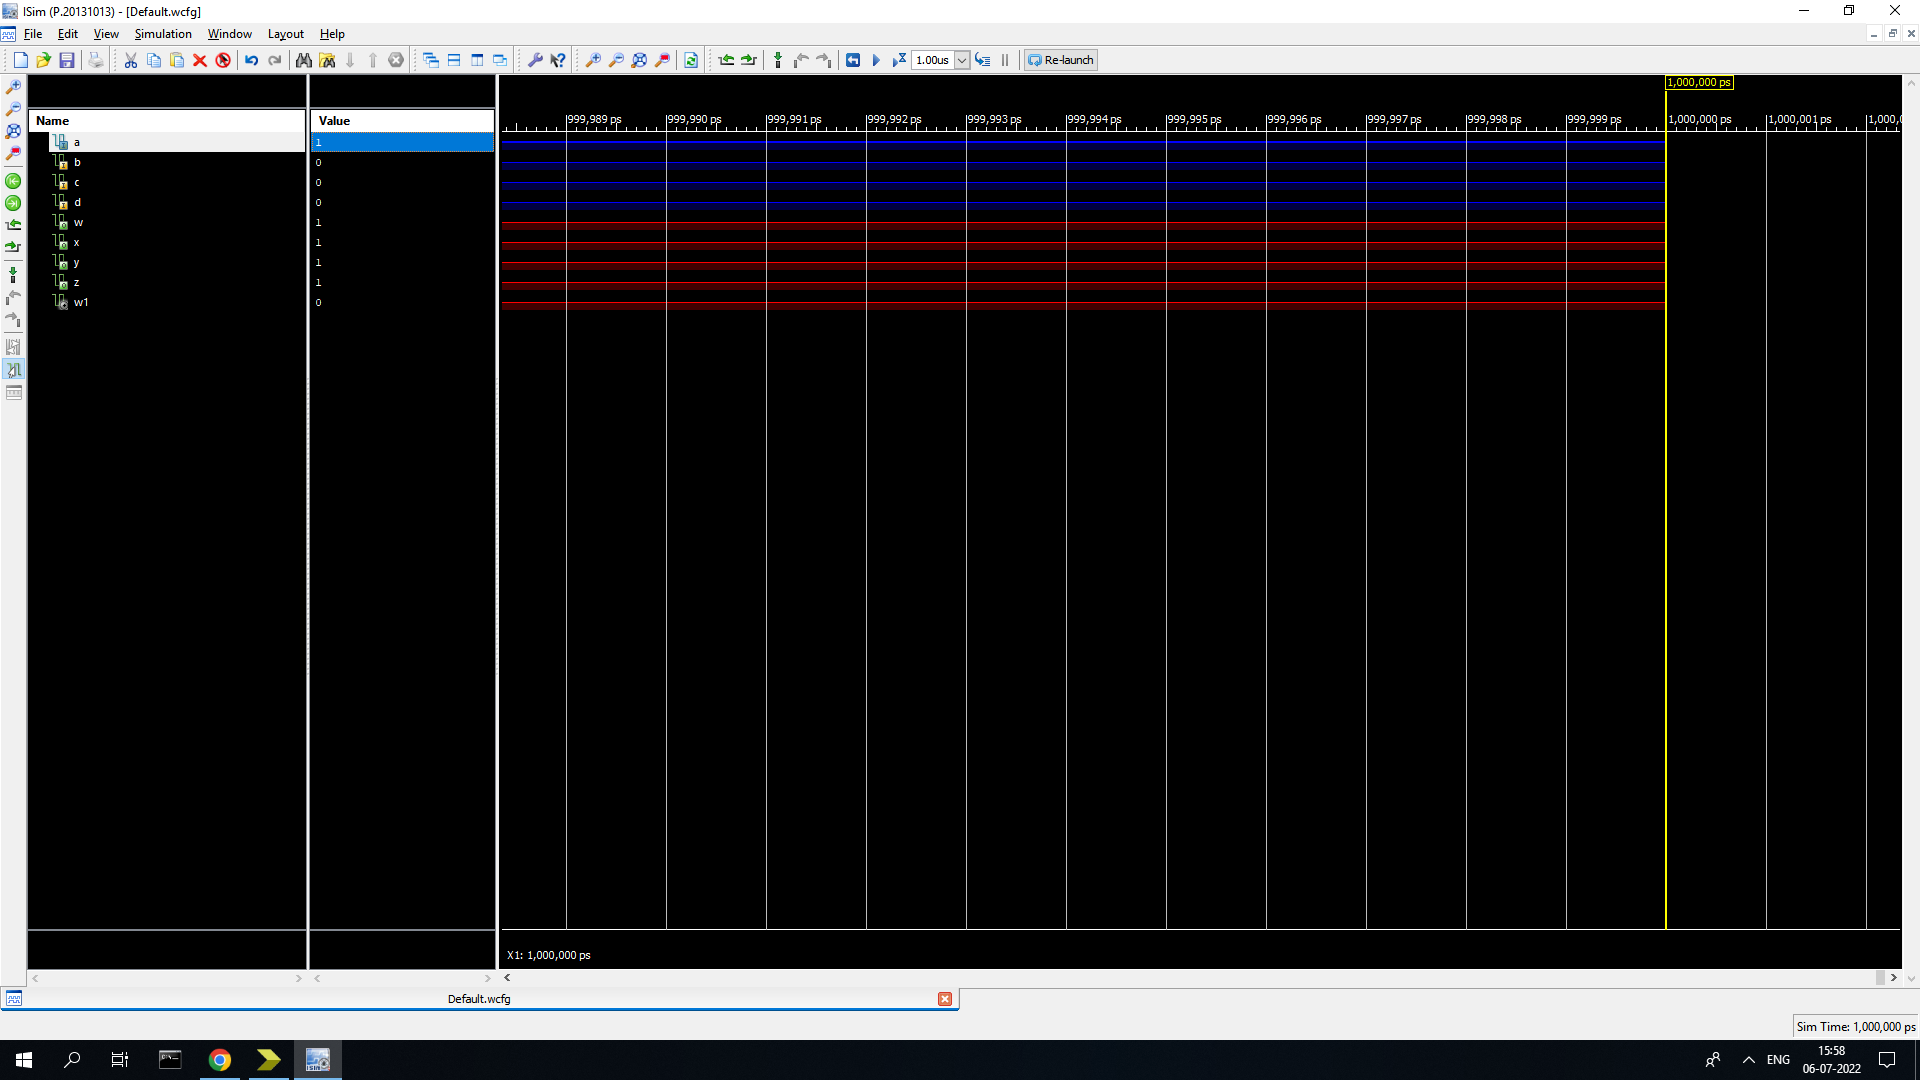 ISim (P.20131013) - [Default.wcfg]
File Edit View Simulation Window Layout Help
1.00us Re-launch
1,000,000 ps
Name Value
999,989 ps 999,990 ps 999,991 ps 999,992 ps 999,993 ps 999,994 ps 999,995 ps 999,996 ps 999,997 ps 999,998 ps 999,999 ps 1,000,000 ps 1,000,001 ps 1,000,0
a 1
b 0
c 0
d 0
w 1
x 1
y 1
z 1
w1 0
X1: 1,000,000 ps
Default.wcfg
Sim Time: 1,000,000 ps
ISim
ENG
15:58
06-07-2022